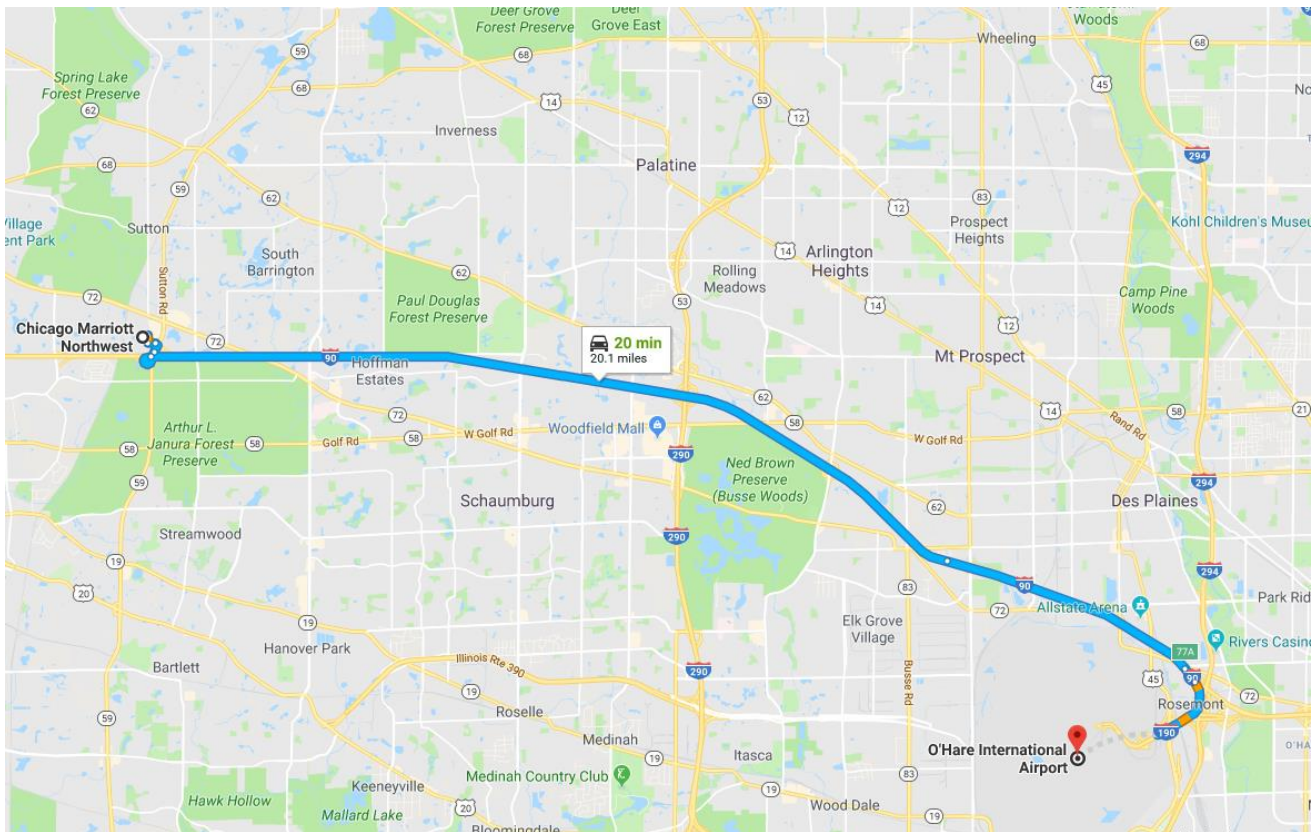 Deer Grove
Forest Preserve
Deer
Grove East
Woods
Wheeling
68
59
Spring Lake
Forest Preserve
68
14
53
45
No
62
Inverness
12
12
294
68
Palatine
59
62
83
Village
ent Park
Sutton
Prospect
Heights
Kohl Children's Museu
South
Barrington
14
Arlington
Heights
Rolling
Meadows
62
Sutton Rd
72
Paul Douglas
Forest Preserve
53
14
Camp Pine
Woods
12
Chicago Marriott
Northwest
72
20 min
20.1 miles
90
Hoffman
Estates
Mt Prospect
62
72
14
58
21
Arthur L.
Janura Forest
Preserve
58
Golf Rd
58
W Golf Rd
Woodfield Mall
58
W Golf Rd
Rand Rd
58
290
Ned Brown
Preserve
(Busse Woods)
59
294
Schaumburg
62
Des Plaines
Streamwood
290
19
83
90
294
20
72
Allstate Arena
Park Rid
19
Elk Grove
Village
Hanover Park
Rivers Casino
77A
Illinois Rte 390
Bartlett
290
Busse Rd
45
90
72
19
Rosemont
59
Roselle
190
O'Hare International
Airport
Medinah
Itasca
O'HA
Medinah Country Club
83
19
Keeneyville
Hawk Hollow
20
Wood Dale
19
Mallard Lake
Bloomingdale